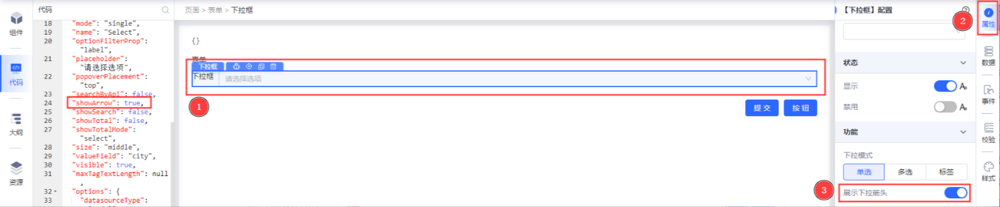 组件
代码
大纲
资源
代码
18 "mode": "single",
19 "name": "Select",
20 "optionFilterProp":
"label",
21 "placeholder":
"请选择选项",
22 "popoverPlacement":
"top",
23 "searchByApi": false,
24 "showArrow": true,
25 "showSearch": false,
26 "showTotal": false,
27 "showTotalMode":
"select",
28 "size": "middle",
29 "valueField": "city",
30 "visible": true,
31 "maxTagTextLength": null
,
32 "options": {
33 "datasourceType":
页面 > 表单 > 下拉框
{}
表单
下拉框
下拉框 请选择选项
1
提交 按钮
【下拉框】配置
2
状态
显示
禁用
功能
下拉模式
单选 多选 标签
3 展示下拉箭头
属性
数据
事件
校验
样式